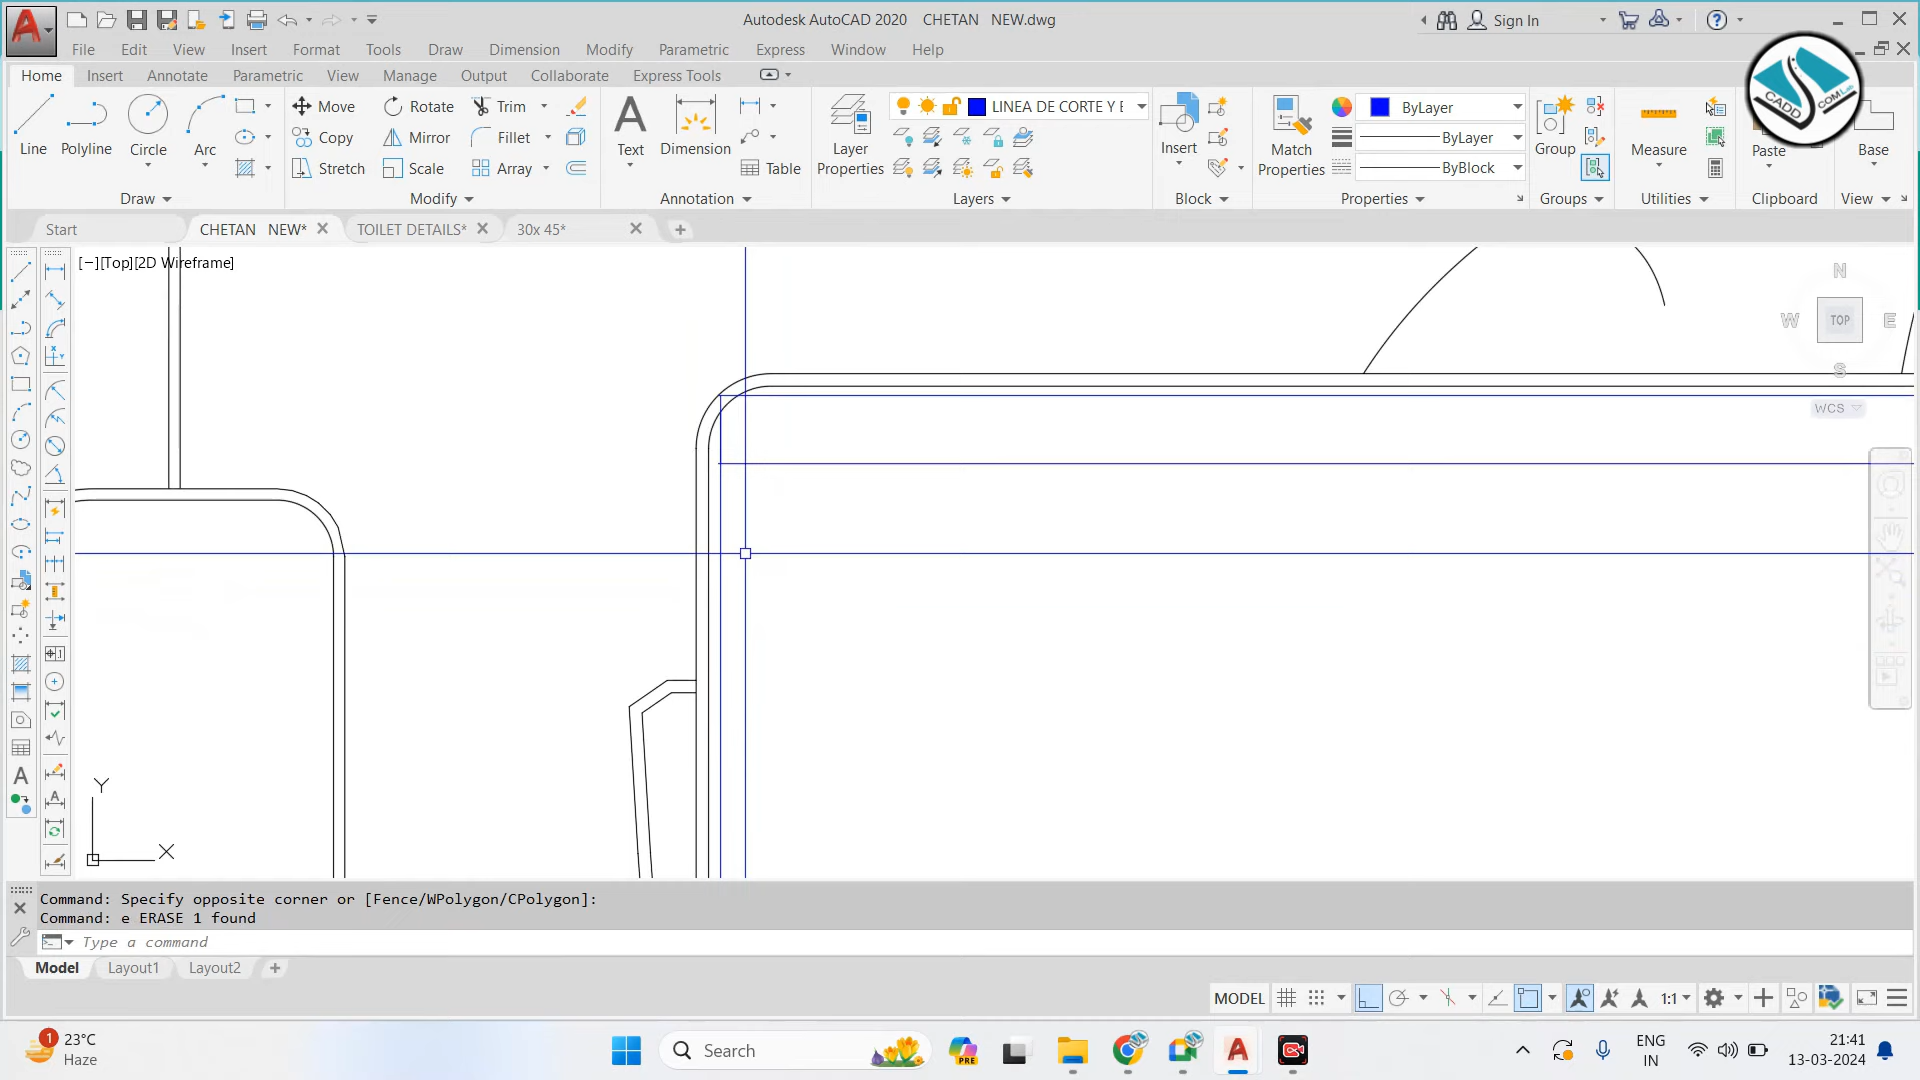 Autodesk AutoCAD 2020 CHETAN NEW.dwg
Sign In
File Edit View Insert Format Tools Draw Dimension Modify Parametric Express Window Help
Home Insert Annotate Parametric View Manage Output Collaborate Express Tools
CADD
.COM Lab
Line Polyline Circle Arc
Move Rotate Trim
Copy Mirror Fillet
Stretch Scale Array
Text Dimension Table
Layer Properties
LINEA DE CORTE Y E
Insert
Match Properties
ByLayer
ByLayer
ByBlock
Group
Measure
Paste
Base
Draw Modify Annotation Layers Block Properties Groups Utilities Clipboard View
Start CHETAN NEW* TOILET DETAILS* 30x 45*
[−][Top][2D Wireframe]
N
W TOP E
S
WCS
Y
X
Command: Specify opposite corner or [Fence/WPolygon/CPolygon]:
Command: e ERASE 1 found
Type a command
Model Layout1 Layout2
MODEL 1:1
1
23°C
Haze
Search
PRE
ENG
IN
21:41
13-03-2024